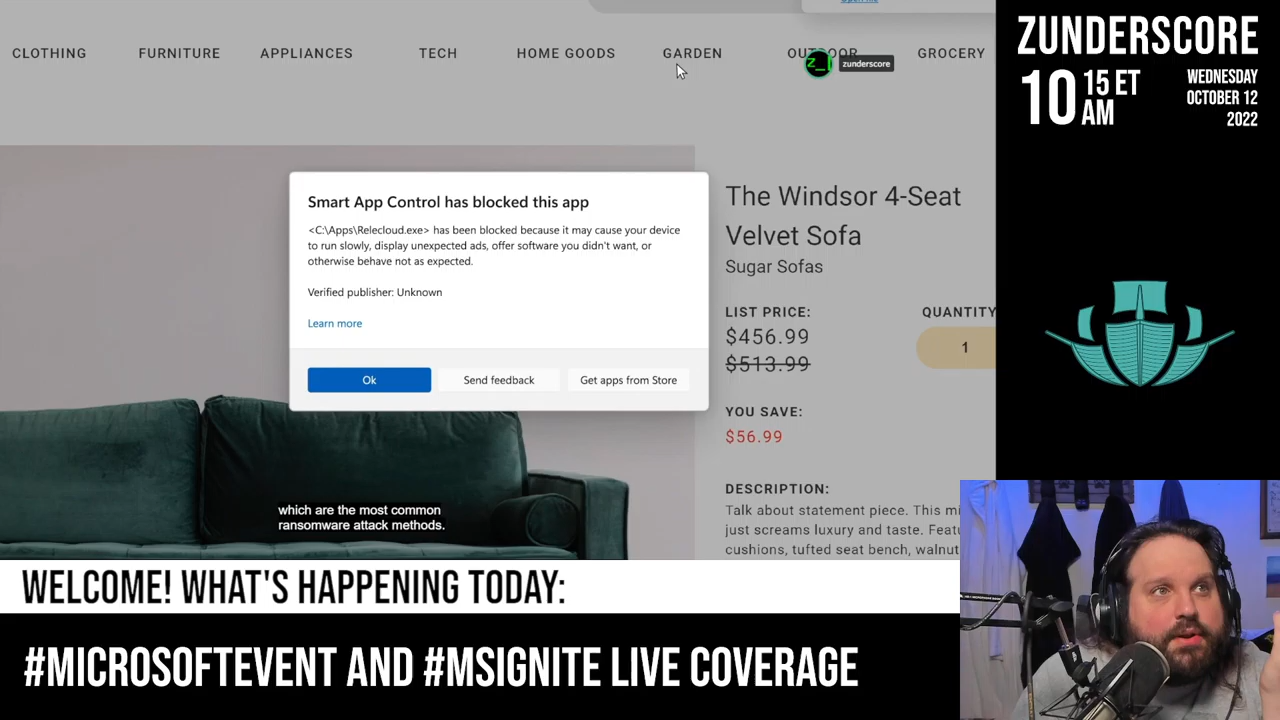 CLOTHING
FURNITURE
APPLIANCES
TECH
HOME GOODS
GARDEN
OUTDOOR
GROCERY
zunderscore
The Windsor 4-Seat
Velvet Sofa
Sugar Sofas
LIST PRICE:
QUANTITY
$456.99
1
$513.99
YOU SAVE:
$56.99
DESCRIPTION:
Talk about statement piece. This mi
just screams luxury and taste. Featu
cushions, tufted seat bench, walnut
Smart App Control has blocked this app
<C:\Apps\Relecloud.exe> has been blocked because it may cause your device
to run slowly, display unexpected ads, offer software you didn't want, or
otherwise behave not as expected.
Verified publisher: Unknown
Learn more
Ok
Send feedback
Get apps from Store
which are the most common
ransomware attack methods.
ZUNDERSCORE
10 15 ET
AM
WEDNESDAY
OCTOBER 12
2022
WELCOME! WHAT'S HAPPENING TODAY:
#MICROSOFTEVENT AND #MSIGNITE LIVE COVERAGE